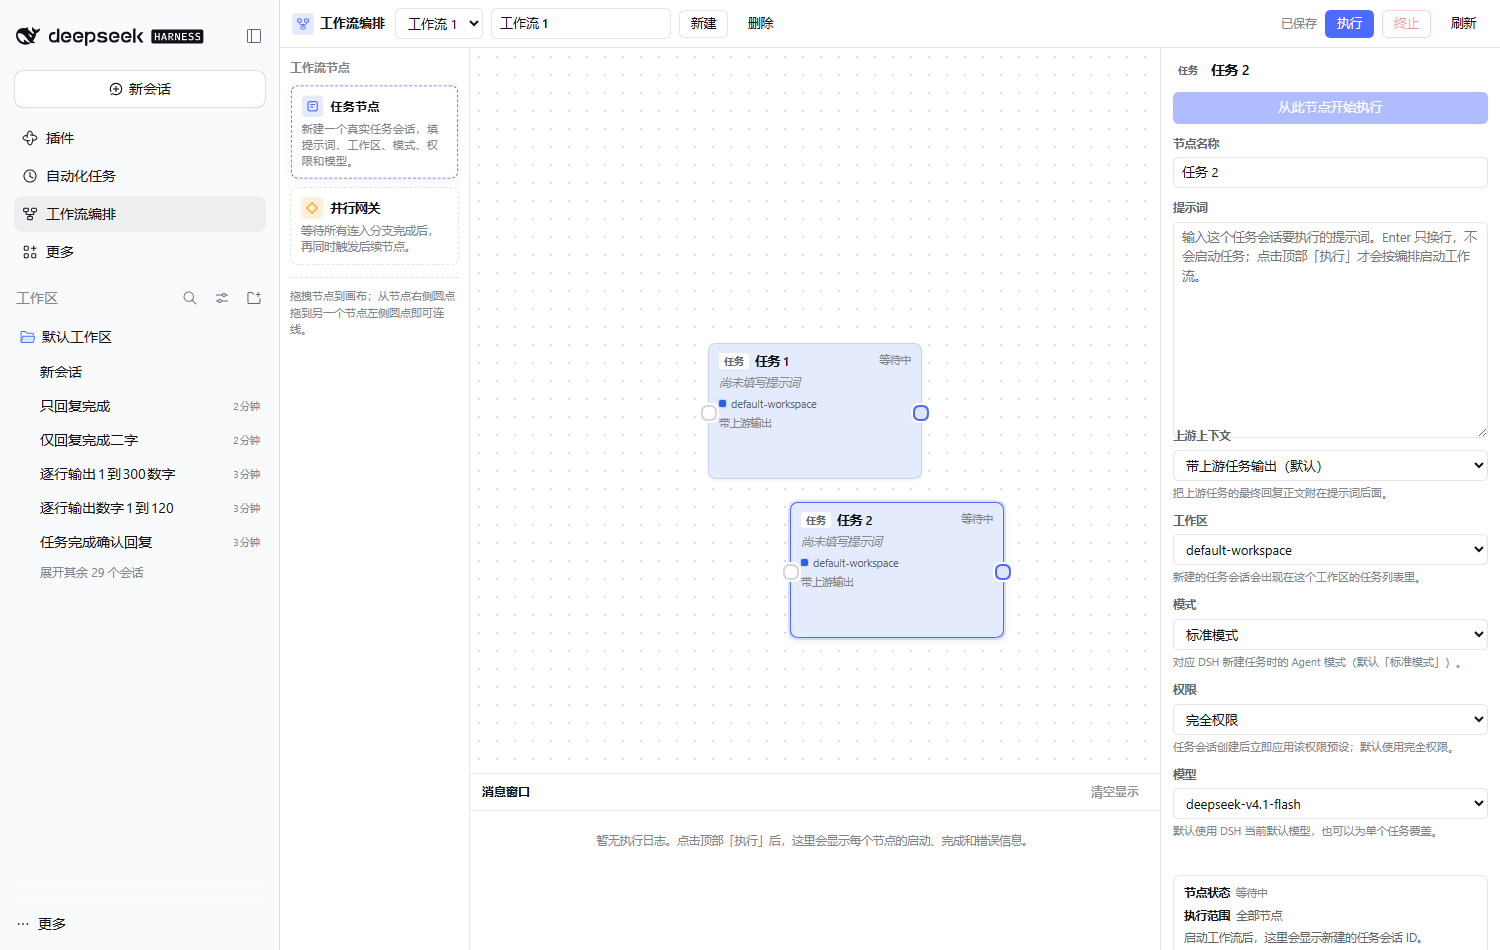 deepseek HARNESS
新会话
插件
自动化任务
工作流编排
更多
工作区
默认工作区
新会话
只回复完成 2 分钟
仅回复完成二字 2 分钟
逐行输出 1 到 300 数字 3 分钟
逐行输出数字 1 到 120 3 分钟
任务完成确认回复 3 分钟
展开其余 29 个会话
··· 更多
工作流编排 工作流 1 工作流 1 新建 删除 已保存 执行 终止 刷新
工作流节点
任务节点
新建一个真实任务会话，填
提示词、工作区、模式、权
限和模型。
并行网关
等待所有连入分支完成后，
再同时触发后续节点。
拖拽节点到画布；从节点右侧圆点
拖到另一个节点左侧圆点即可连
线。
任务 任务 1 等待中
尚未填写提示词
default-workspace
带上游输出
任务 任务 2 等待中
尚未填写提示词
default-workspace
带上游输出
消息窗口 清空显示
暂无执行日志。点击顶部「执行」后，这里会显示每个节点的启动、完成和错误信息。
任务 任务 2
从此节点开始执行
节点名称
任务 2
提示词
输入这个任务会话要执行的提示词。Enter 只换行，不
会启动任务；点击顶部「执行」才会按编排启动工作
流。
上游上下文
带上游任务输出（默认）
把上游任务的最终回复正文附在提示词后面。
工作区
default-workspace
新建的任务会话会出现在这个工作区的任务列表里。
模式
标准模式
对应 DSH 新建任务时的 Agent 模式（默认「标准模式」）。
权限
完全权限
任务会话创建后立即应用该权限预设；默认使用完全权限。
模型
deepseek-v4.1-flash
默认使用 DSH 当前默认模型，也可以为单个任务覆盖。
节点状态 等待中
执行范围 全部节点
启动工作流后，这里会显示新建的任务会话 ID。